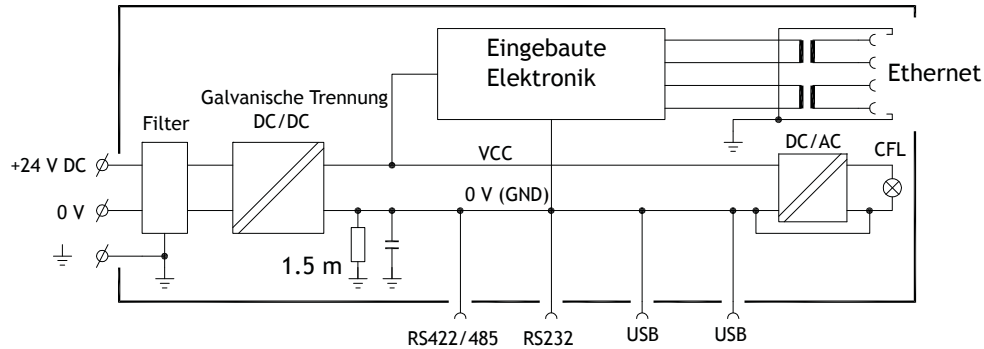 Eingebaute
Elektronik
Ethernet
Galvanische Trennung
DC/DC
Filter
DC/AC
CFL
+24 V DC
VCC
0 V
0 V (GND)
1.5 m
RS422/485
RS232
USB
USB